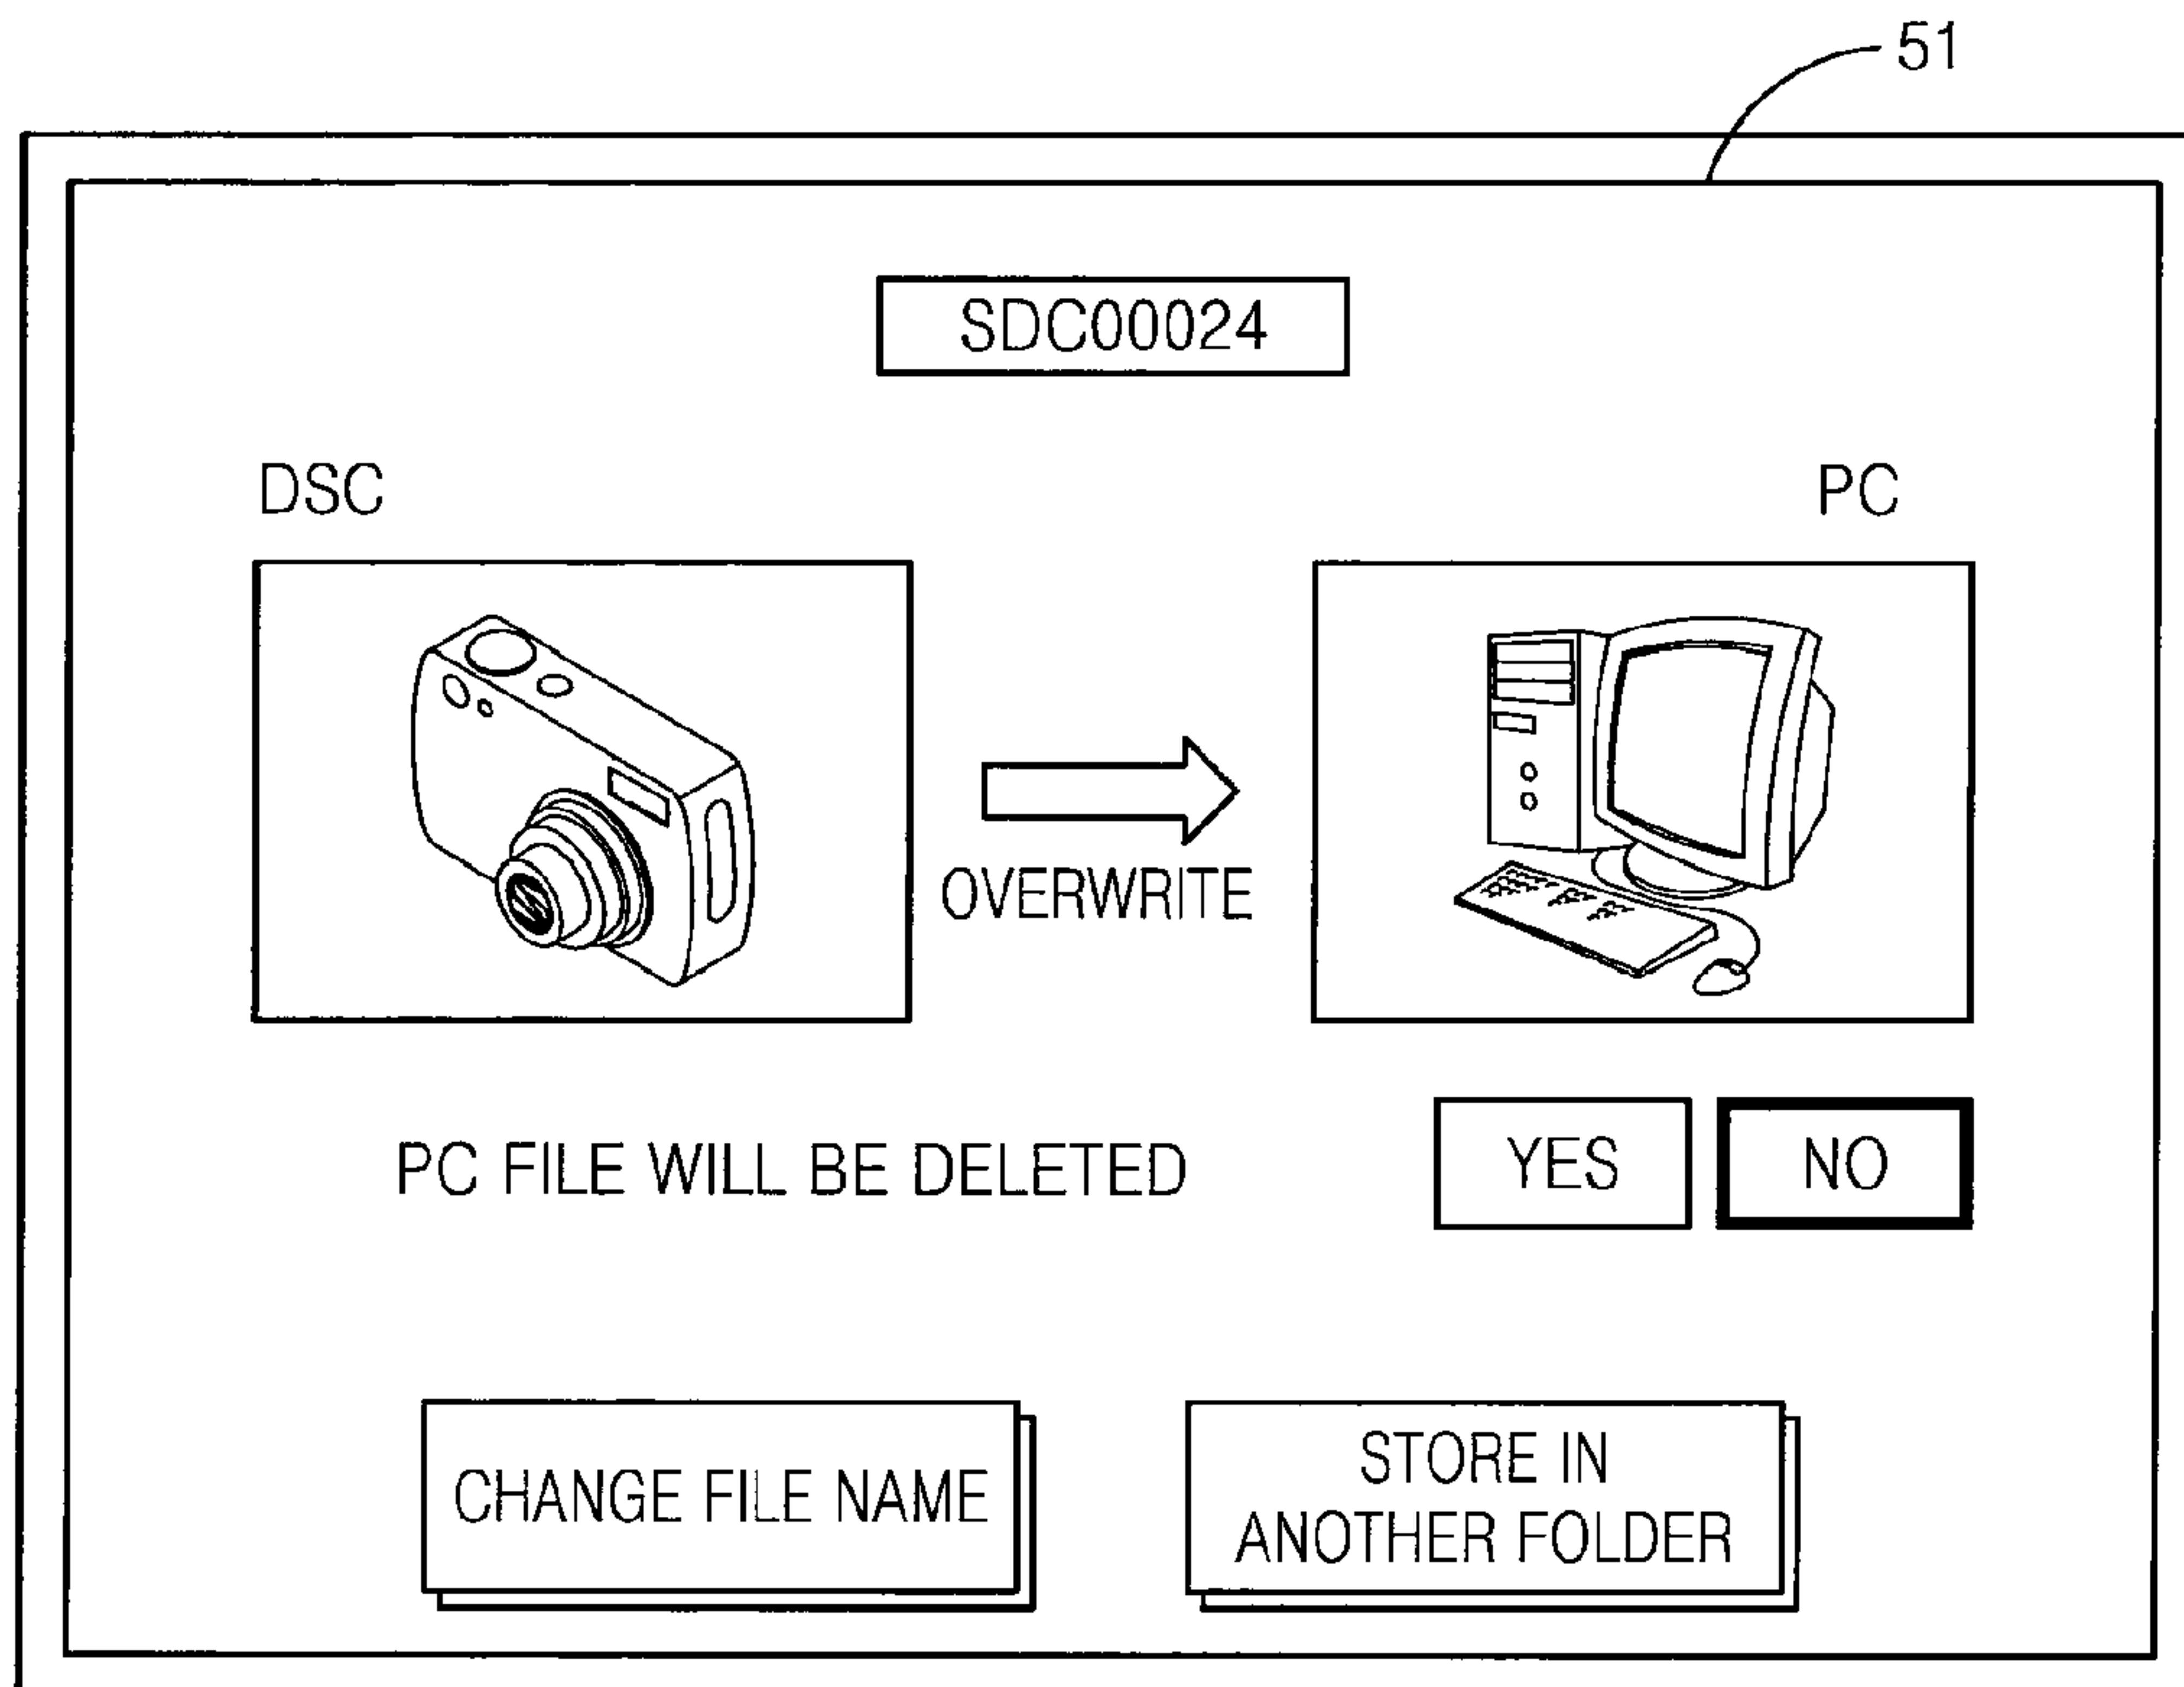 51
SDC00024
DSC
PC
OVERWRITE
PC FILE WILL BE DELETED
YES
NO
CHANGE FILE NAME
STORE IN
ANOTHER FOLDER